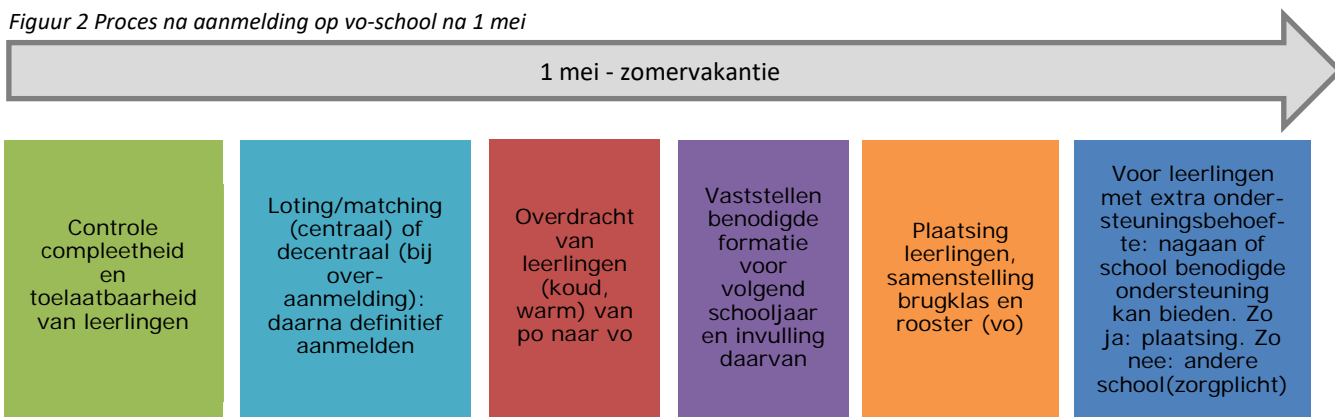 Figuur 2 Proces na aanmelding op vo-school na 1 mei
1 mei - zomervakantie
Controle
compleetheid
en
toelaatbaarheid
van leerlingen
Loting/matching
(centraal) of
decentraal (bij
over-
aanmelding):
daarna definitief
aanmelden
Overdracht
van
leerlingen
(koud,
warm) van
po naar vo
Vaststellen
benodigde
formatie
voor
volgend
schooljaar
en invulling
daarvan
Plaatsing
leerlingen,
samenstelling
brugklas en
rooster (vo)
Voor leerlingen
met extra onder-
steuningsbehoef-
te: nagaan of
school benodigde
ondersteuning
kan bieden. Zo
ja: plaatsing. Zo
nee: andere
school(zorgplicht)